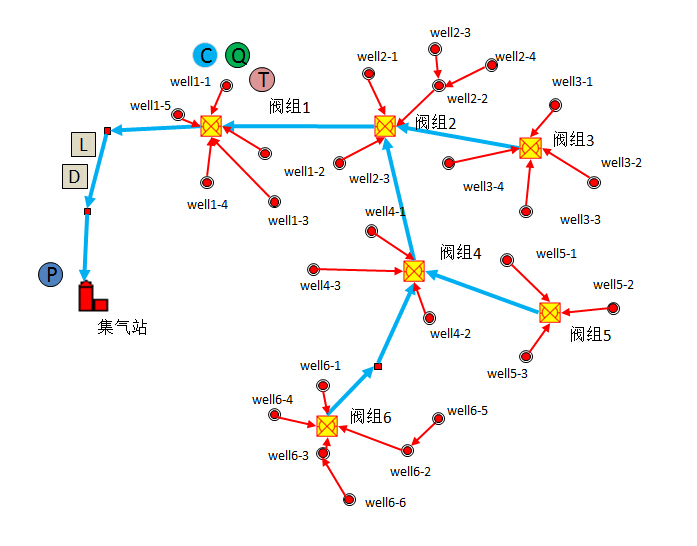 well2-3
C
Q
well2-1
well2-4
T
well1-1
well3-1
well1-5
阀组1
well2-2
阀组2
阀组3
L
well1-2
well2-3
well3-2
D
well3-4
well1-4
well4-1
well1-3
well3-3
阀组4
well5-1
P
well4-3
well5-2
集气站
well4-2
阀组5
well6-1
well5-3
well6-4
阀组6
well6-5
well6-3
well6-2
well6-6